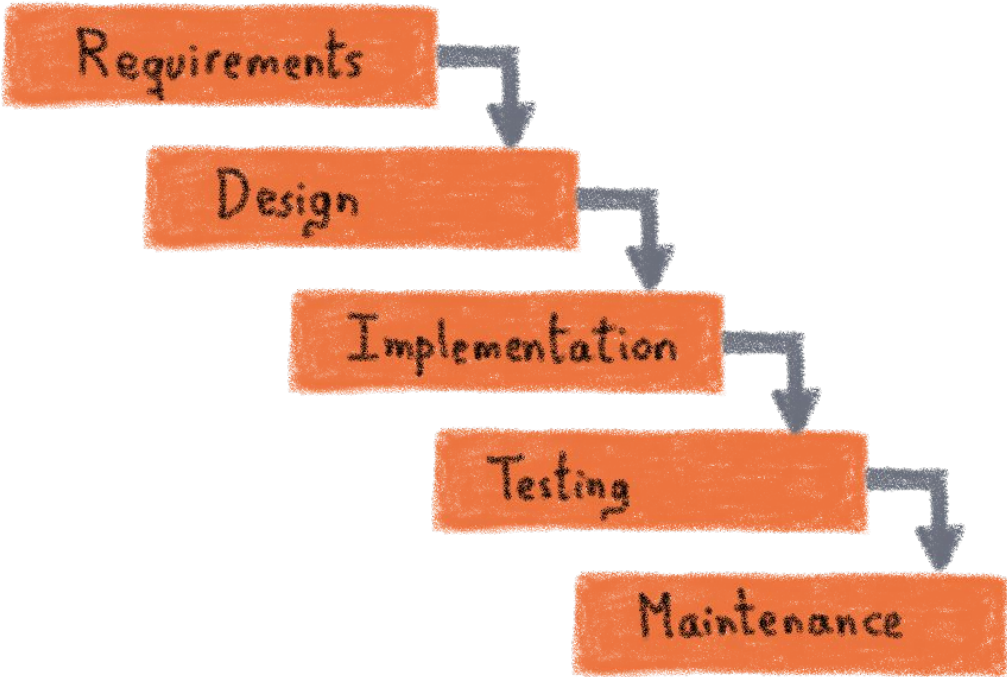 Requirements
Design
Implementation
Testing
Maintenance